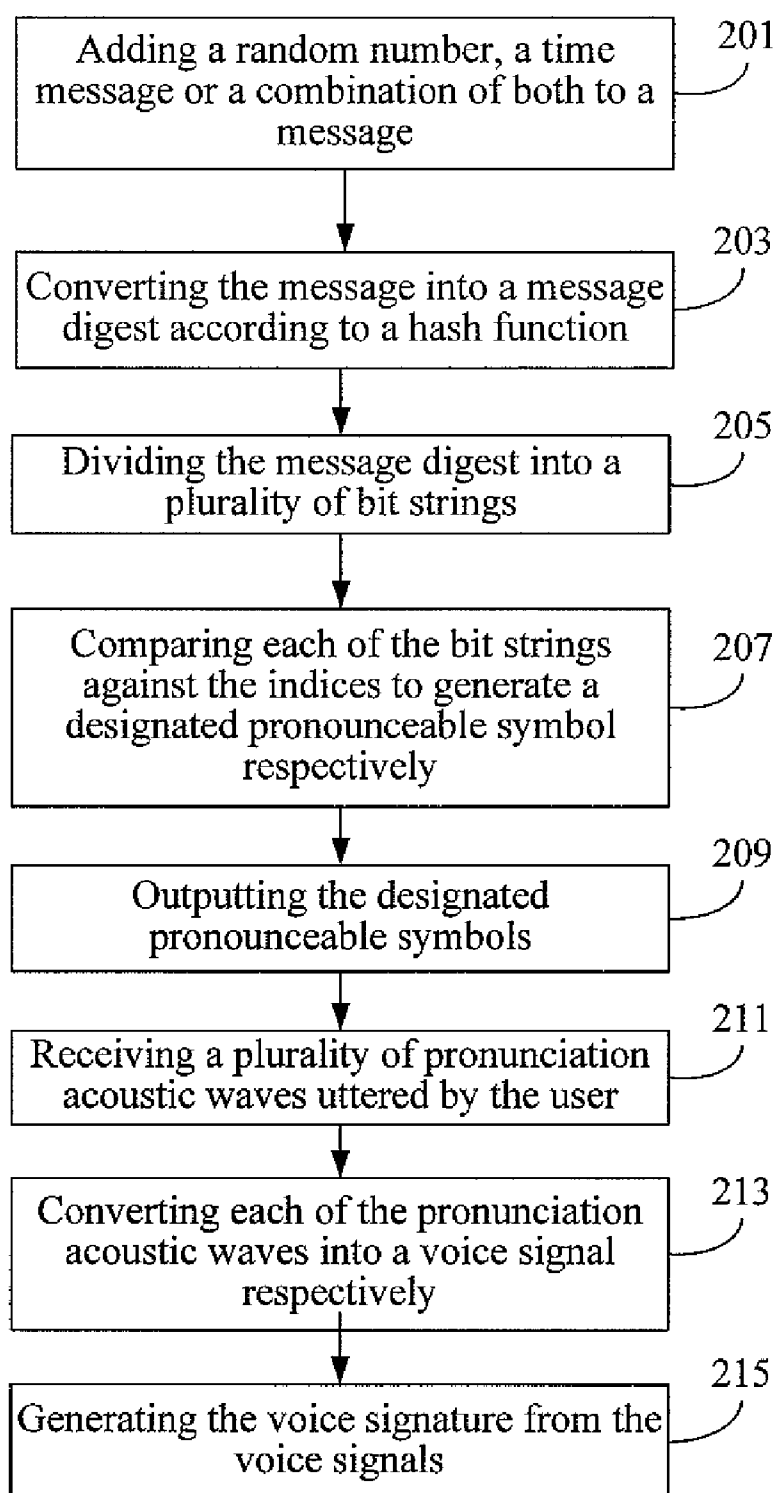 201
Adding a random number, a time
message or a combination of both to a
message
203
Converting the message into a message
digest according to a hash function
205
Dividing the message digest into a
plurality of bit strings
207
Comparing each of the bit strings
against the indices to generate a
designated pronounceable symbol
respectively
209
Outputting the designated
pronounceable symbols
211
Receiving a plurality of pronunciation
acoustic waves uttered by the user
213
Converting each of the pronunciation
acoustic waves into a voice signal
respectively
215
Generating the voice signature from the
voice signals